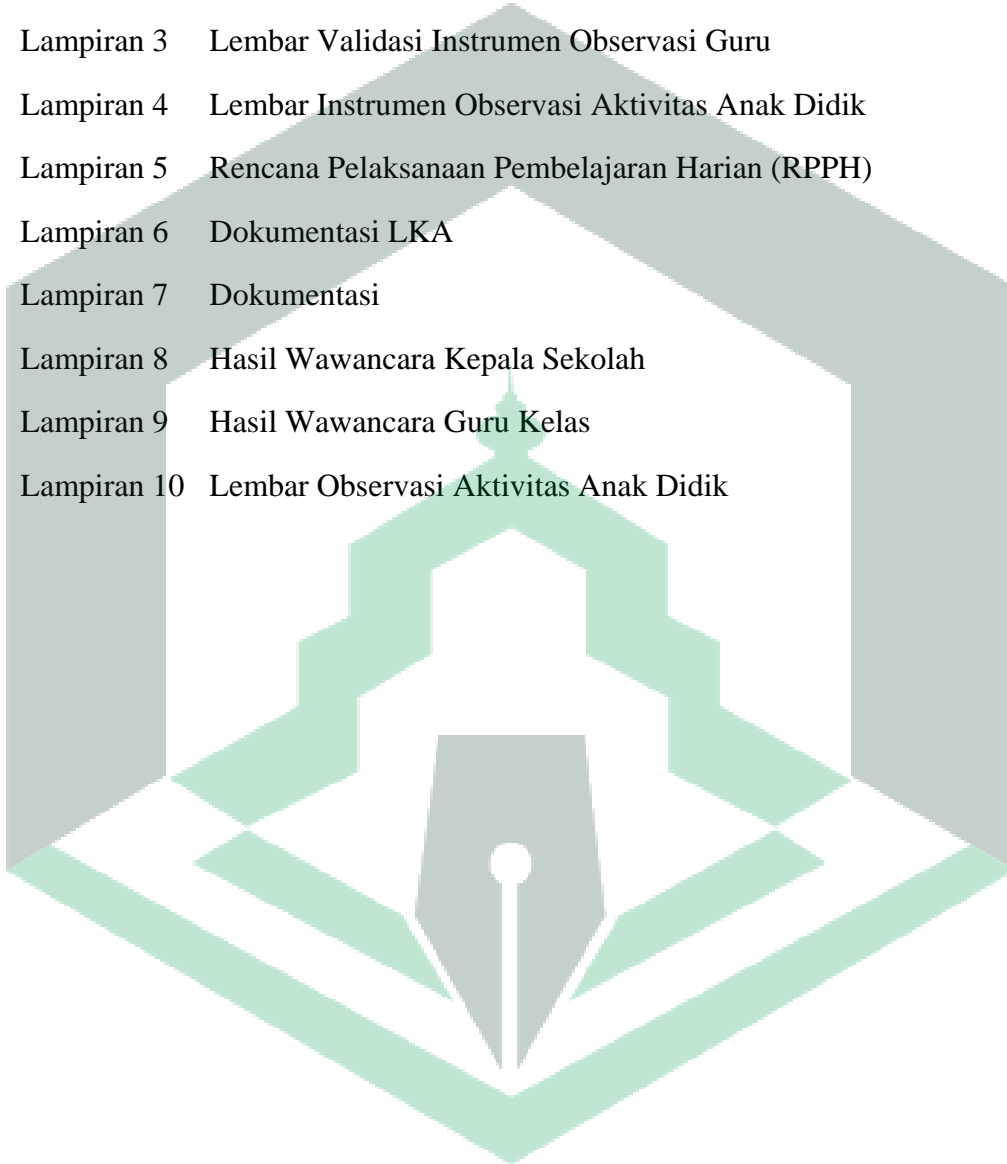 Lampiran 3 Lembar Validasi Instrumen Observasi Guru
Lampiran 4 Lembar Instrumen Observasi Aktivitas Anak Didik
Lampiran 5 Rencana Pelaksanaan Pembelajaran Harian (RPPH)
Lampiran 6 Dokumentasi LKA
Lampiran 7 Dokumentasi
Lampiran 8 Hasil Wawancara Kepala Sekolah
Lampiran 9 Hasil Wawancara Guru Kelas
Lampiran 10 Lembar Observasi Aktivitas Anak Didik